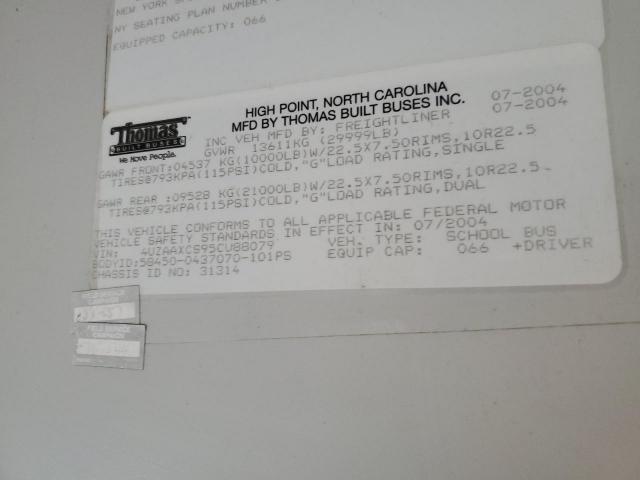 NEW YORK
NY SEATING PLAN NUMBER
EQUIPPED CAPACITY: 066
Thomas
BUILT BUSES
We Move People.
HIGH POINT, NORTH CAROLINA
MFD BY THOMAS BUILT BUSES INC. 07-2004
INC VEH MFD BY: FREIGHTLINER 07-2004
GVWR 13611KG (29999LB)
GAWR FRONT:04537 KG(10000LB)W/22.5X7.50RIMS,10R22.5
TIRES@793KPA(115PSI)COLD,"G"LOAD RATING,SINGLE
GAWR REAR :09528 KG(21000LB)W/22.5X7.50RIMS,10R22.5
TIRES@793KPA(115PSI)COLD,"G"LOAD RATING,DUAL
THIS VEHICLE CONFORMS TO ALL APPLICABLE FEDERAL MOTOR
VEHICLE SAFETY STANDARDS IN EFFECT IN: 07/2004
VIN: 4UZAAXCS95CU88079 VEH. TYPE: SCHOOL BUS
BODYID:58450-0437070-101PS EQUIP CAP: 066 +DRIVER
CHASSIS ID NO: 31314